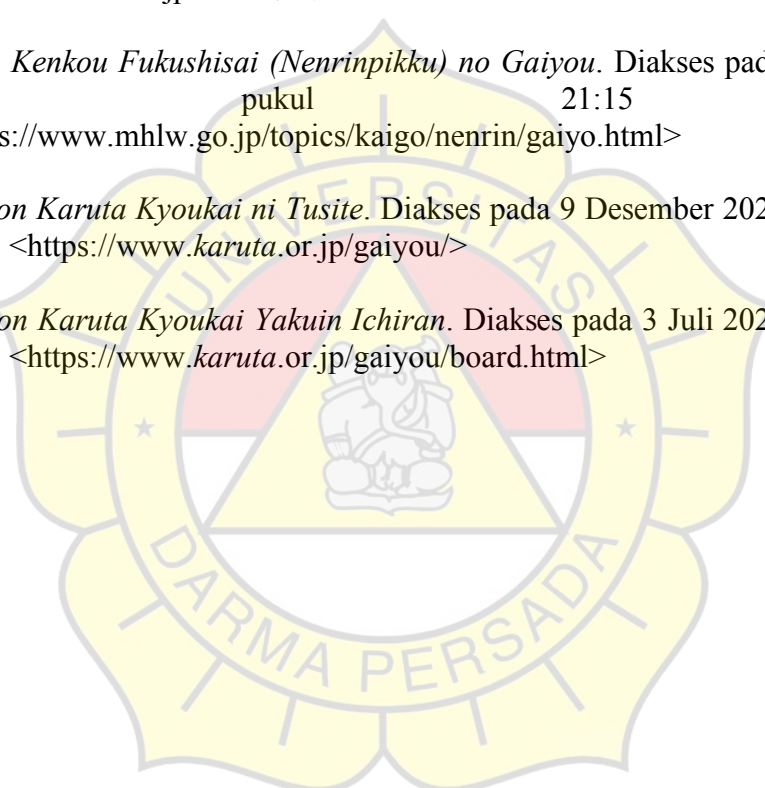 Kenkou Fukushisai (Nenrinpikku) no Gaiyou. Diakses pad
pukul 21:15
s://www.mhlw.go.jp/topics/kaigo/nenrin/gaiyo.html>
on Karuta Kyoukai ni Tusite. Diakses pada 9 Desember 202
<https://www.karuta.or.jp/gaiyou/>
on Karuta Kyoukai Yakuin Ichiran. Diakses pada 3 Juli 202
<https://www.karuta.or.jp/gaiyou/board.html>
UNIVERSITAS
DARMA PERSADA